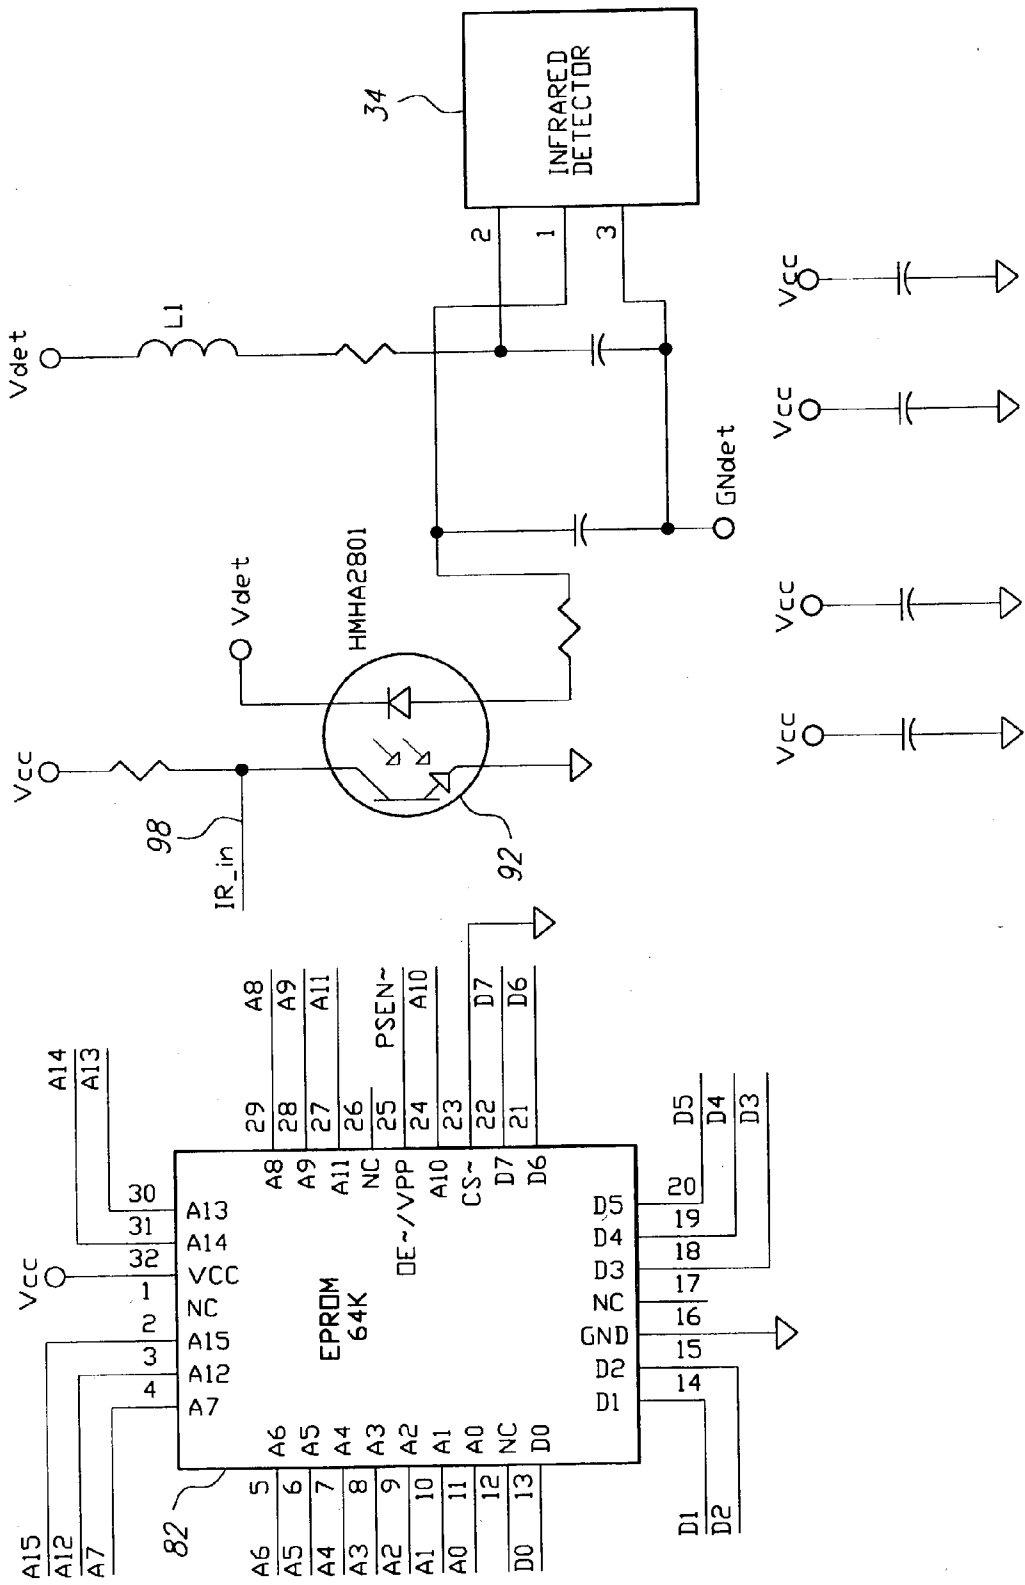 Vdet
L1
34
INFRARED
DETECTOR
2
1
3
Vcc
Vcc
Vcc
Vcc
GNdet
HMHA2801
Vdet
Vcc
98
IR_in
92
A14
A13
Vcc
A15
A12
A7
30
31
32
1
2
3
4
A13
A14
VCC
NC
A15
A12
A7
A8
A9
A11
PSEN~
A10
D7
D6
29
28
27
26
25
24
23
22
21
A8
A9
A11
NC
OE~/VPP
A10
CS~
D7
D6
EPROM
64K
82
A6
A5
A4
A3
A2
A1
A0
NC
D0
5
6
7
8
9
10
11
12
13
A6
A5
A4
A3
A2
A1
A0
D0
D5
D4
D3
NC
GND
D2
D1
20
19
18
17
16
15
14
D5
D4
D3
D1
D2